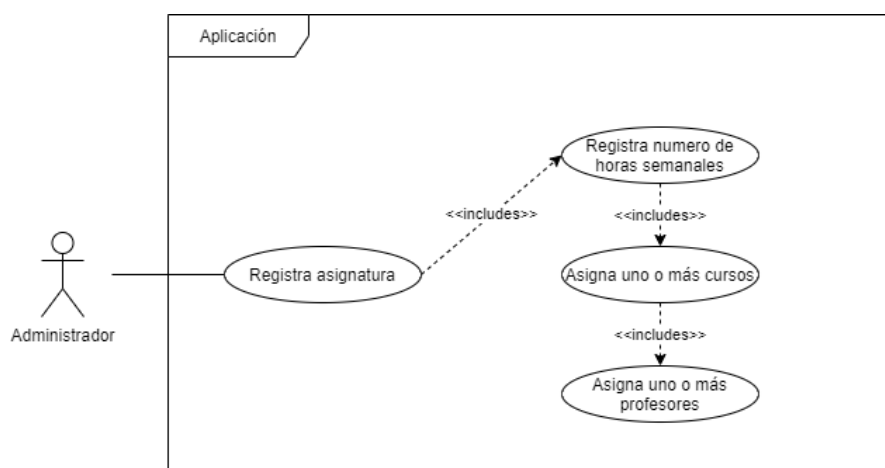 Aplicación
Registra numero de
horas semanales
<<includes>>
<<includes>>
Registra asignatura
Asigna uno o más cursos
Administrador
<<includes>>
Asigna uno o más
profesores